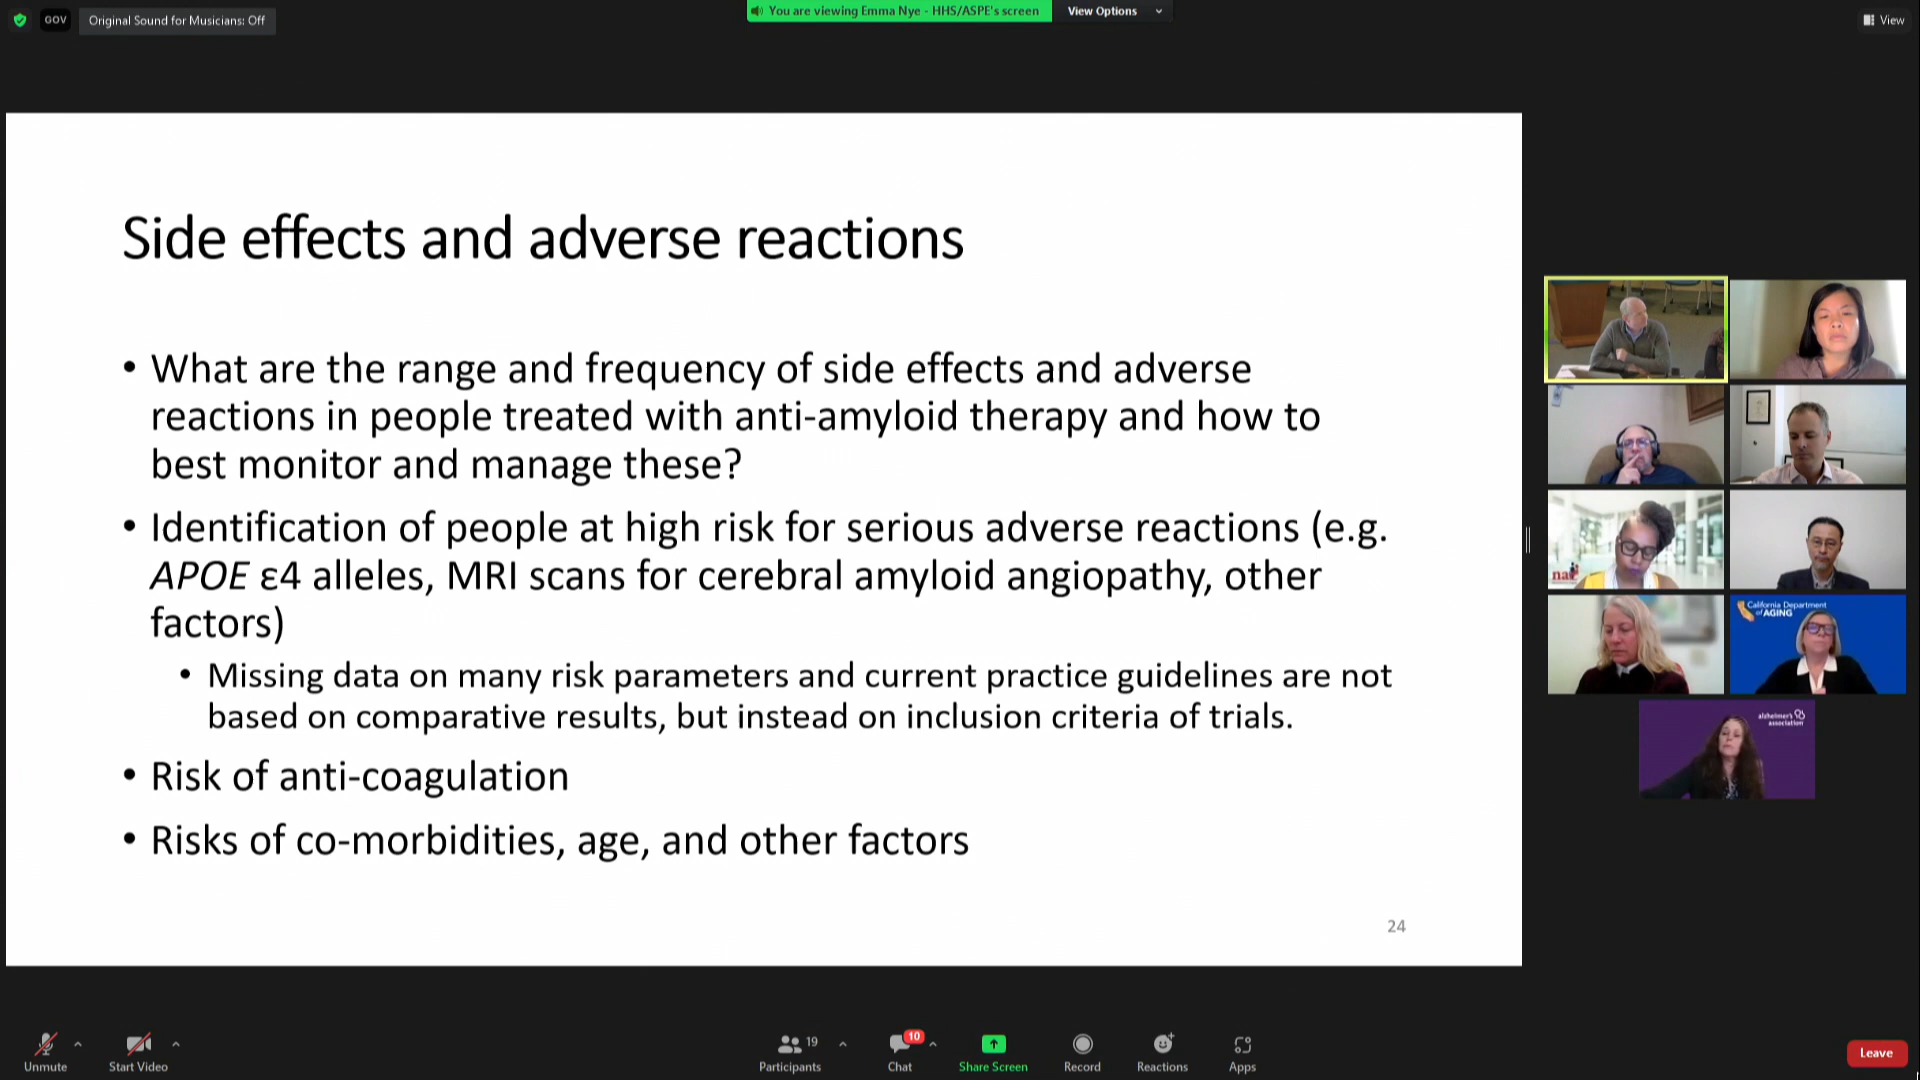 GOV
Original Sound for Musicians: Off
You are viewing Emma Nye - HHS/ASPE's screen
View Options
View
Side effects and adverse reactions
• What are the range and frequency of side effects and adverse
reactions in people treated with anti-amyloid therapy and how to
best monitor and manage these?
• Identification of people at high risk for serious adverse reactions (e.g.
APOE ε4 alleles, MRI scans for cerebral amyloid angiopathy, other
factors)
• Missing data on many risk parameters and current practice guidelines are not
based on comparative results, but instead on inclusion criteria of trials.
• Risk of anti-coagulation
• Risks of co-morbidities, age, and other factors
24
California Department
of AGING
alzheimer's
association
Unmute
Start Video
19
Participants
10
Chat
Share Screen
Record
Reactions
Apps
Leave